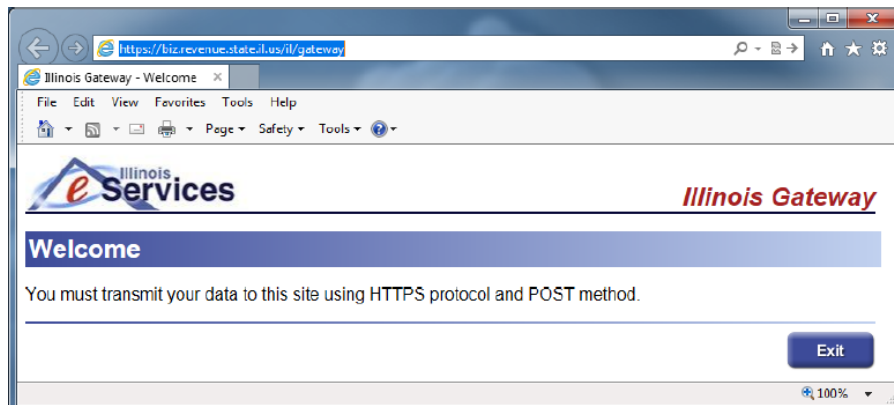 https://biz.revenue.state.il.us/il/gateway
Illinois Gateway - Welcome
File Edit View Favorites Tools Help
Page Safety Tools
Illinois
eServices
Illinois Gateway
Welcome
You must transmit your data to this site using HTTPS protocol and POST method.
Exit
100%